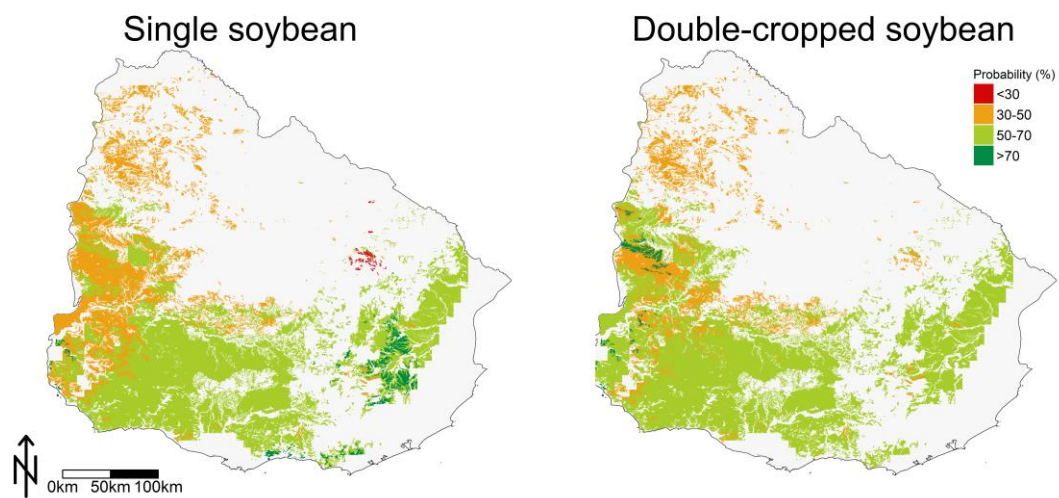 Single soybean
Double-cropped soybean
Probability (%)
<30
30-50
50-70
>70
N
0km 50km 100km